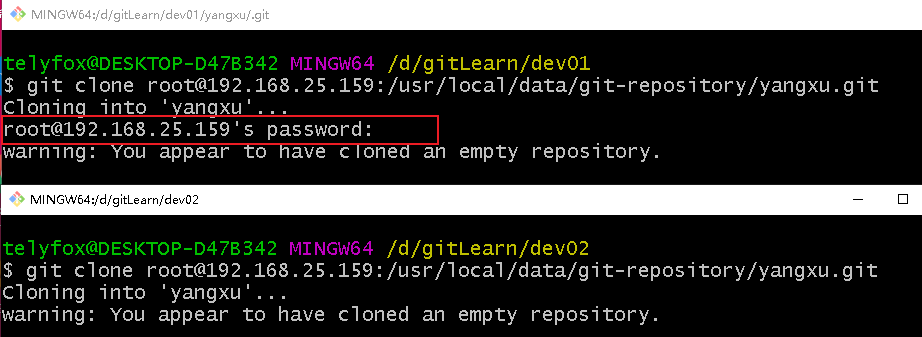 MINGW64:/d/gitLearn/dev01/yangxu/.git
telyfox@DESKTOP-D47B342 MINGW64 /d/gitLearn/dev01
$ git clone root@192.168.25.159:/usr/local/data/git-repository/yangxu.git
Cloning into 'yangxu'...
root@192.168.25.159's password:
warning: You appear to have cloned an empty repository.
MINGW64:/d/gitLearn/dev02
telyfox@DESKTOP-D47B342 MINGW64 /d/gitLearn/dev02
$ git clone root@192.168.25.159:/usr/local/data/git-repository/yangxu.git
Cloning into 'yangxu'...
warning: You appear to have cloned an empty repository.